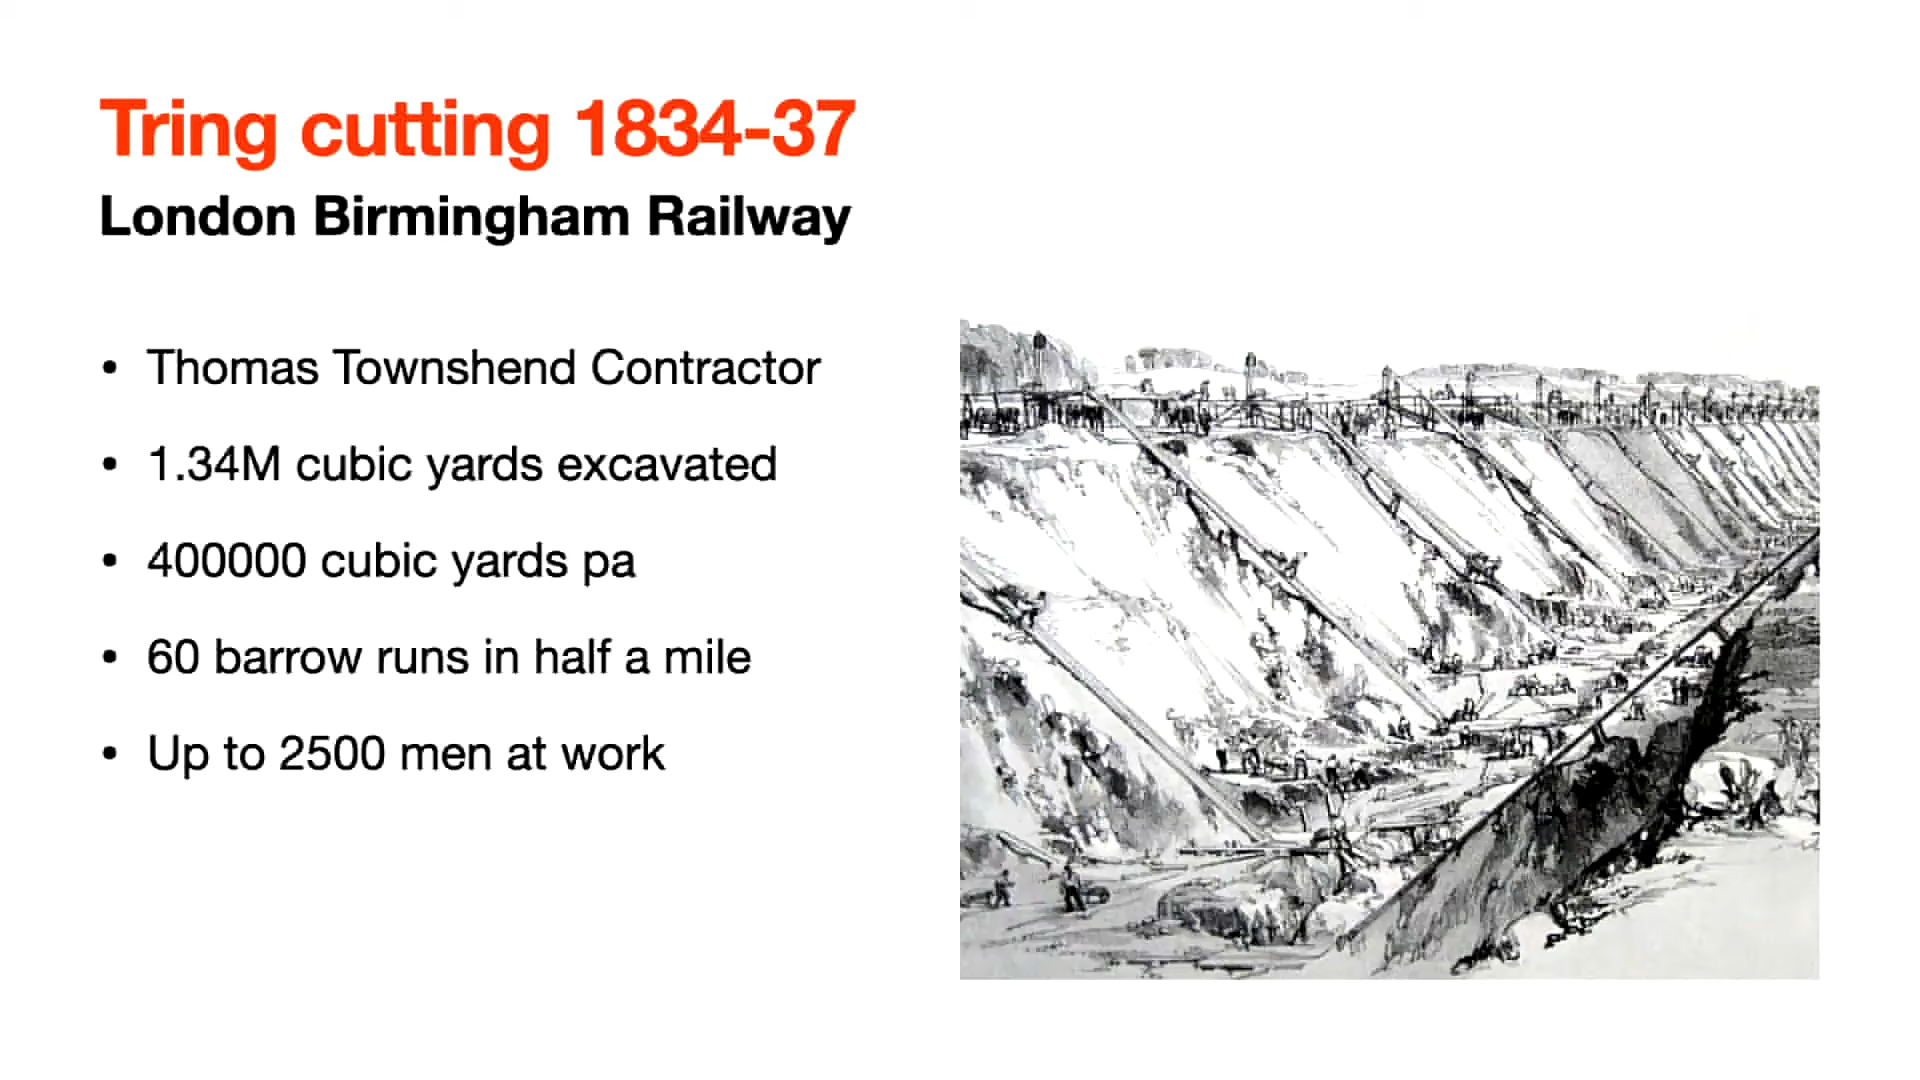 Tring cutting 1834-37
London Birmingham Railway
• Thomas Townshend Contractor
• 1.34M cubic yards excavated
• 400000 cubic yards pa
• 60 barrow runs in half a mile
• Up to 2500 men at work